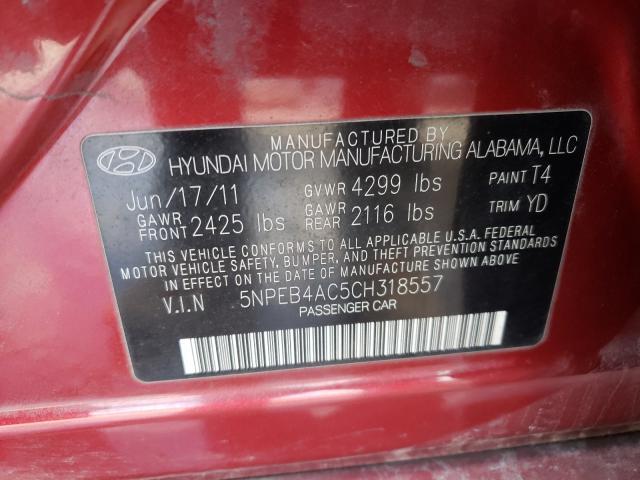 MANUFACTURED BY
HYUNDAI MOTOR MANUFACTURING ALABAMA, LLC
Jun/17/11 GVWR 4299 lbs PAINT T4
GAWR FRONT 2425 lbs GAWR REAR 2116 lbs TRIM YD
THIS VEHICLE CONFORMS TO ALL APPLICABLE U.S.A. FEDERAL
MOTOR VEHICLE SAFETY, BUMPER, AND THEFT PREVENTION
STANDARDS IN EFFECT ON THE DATE OF MANUFACTURE SHOWN ABOVE.
V.I.N 5NPEB4AC5CH318557
PASSENGER CAR